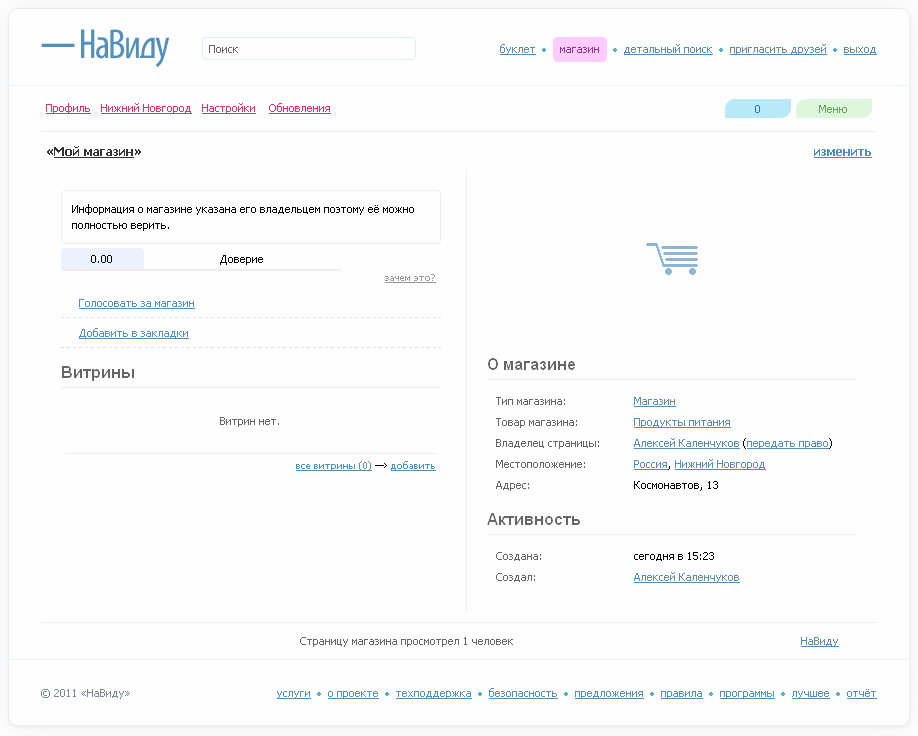 НаВиду
Поиск
буклет • магазин • детальный поиск • пригласить друзей • выход
Профиль Нижний Новгород Настройки Обновления
0 Меню
«Мой магазин»
изменить
Информация о магазине указана его владельцем поэтому её можно
полностью верить.
0.00 Доверие
зачем это?
Голосовать за магазин
Добавить в закладки
Витрины
Витрин нет.
все витрины (0) —> добавить
О магазине
Тип магазина: Магазин
Товар магазина: Продукты питания
Владелец страницы: Алексей Каленчуков (передать право)
Местоположение: Россия, Нижний Новгород
Адрес: Космонавтов, 13
Активность
Создана: сегодня в 15:23
Создал: Алексей Каленчуков
Страницу магазина просмотрел 1 человек
НаВиду
© 2011 «НаВиду»
услуги • о проекте • техподдержка • безопасность • предложения • правила • программы • лучшее • отчёт